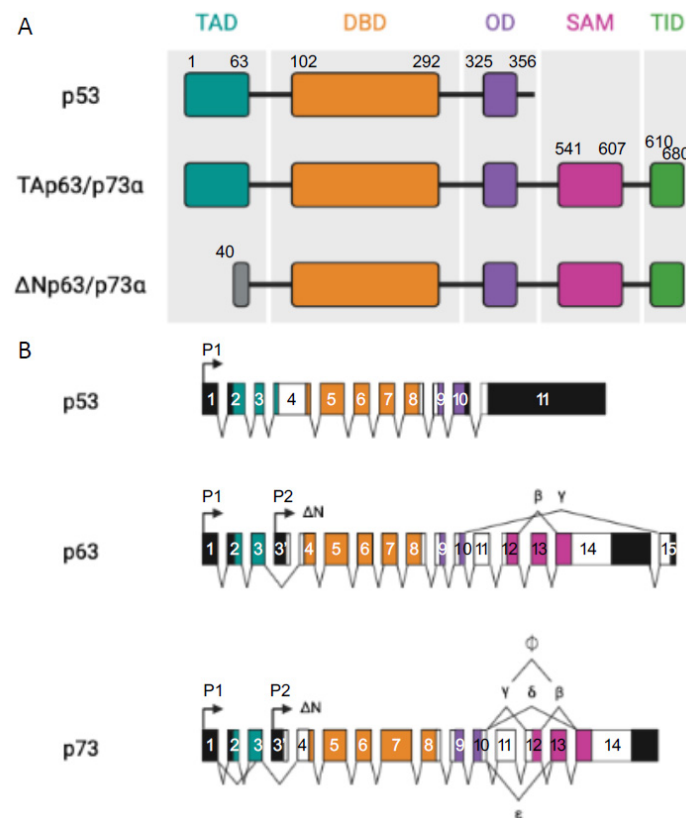 A
TAD DBD OD SAM TID
1 63 102 292 325 356
p53
541 607 610 680
TAp63/p73α
40
ΔNp63/p73α
B
P1
p53
1 2 3 4 5 6 7 8 9 10 11
P1 P2 ΔN β γ
p63
1 2 3 3' 4 5 6 7 8 9 10 11 12 13 14 15
Φ
P1 P2 ΔN γ δ β
p73
1 2 3 3' 4 5 6 7 8 9 10 11 12 13 14
ε